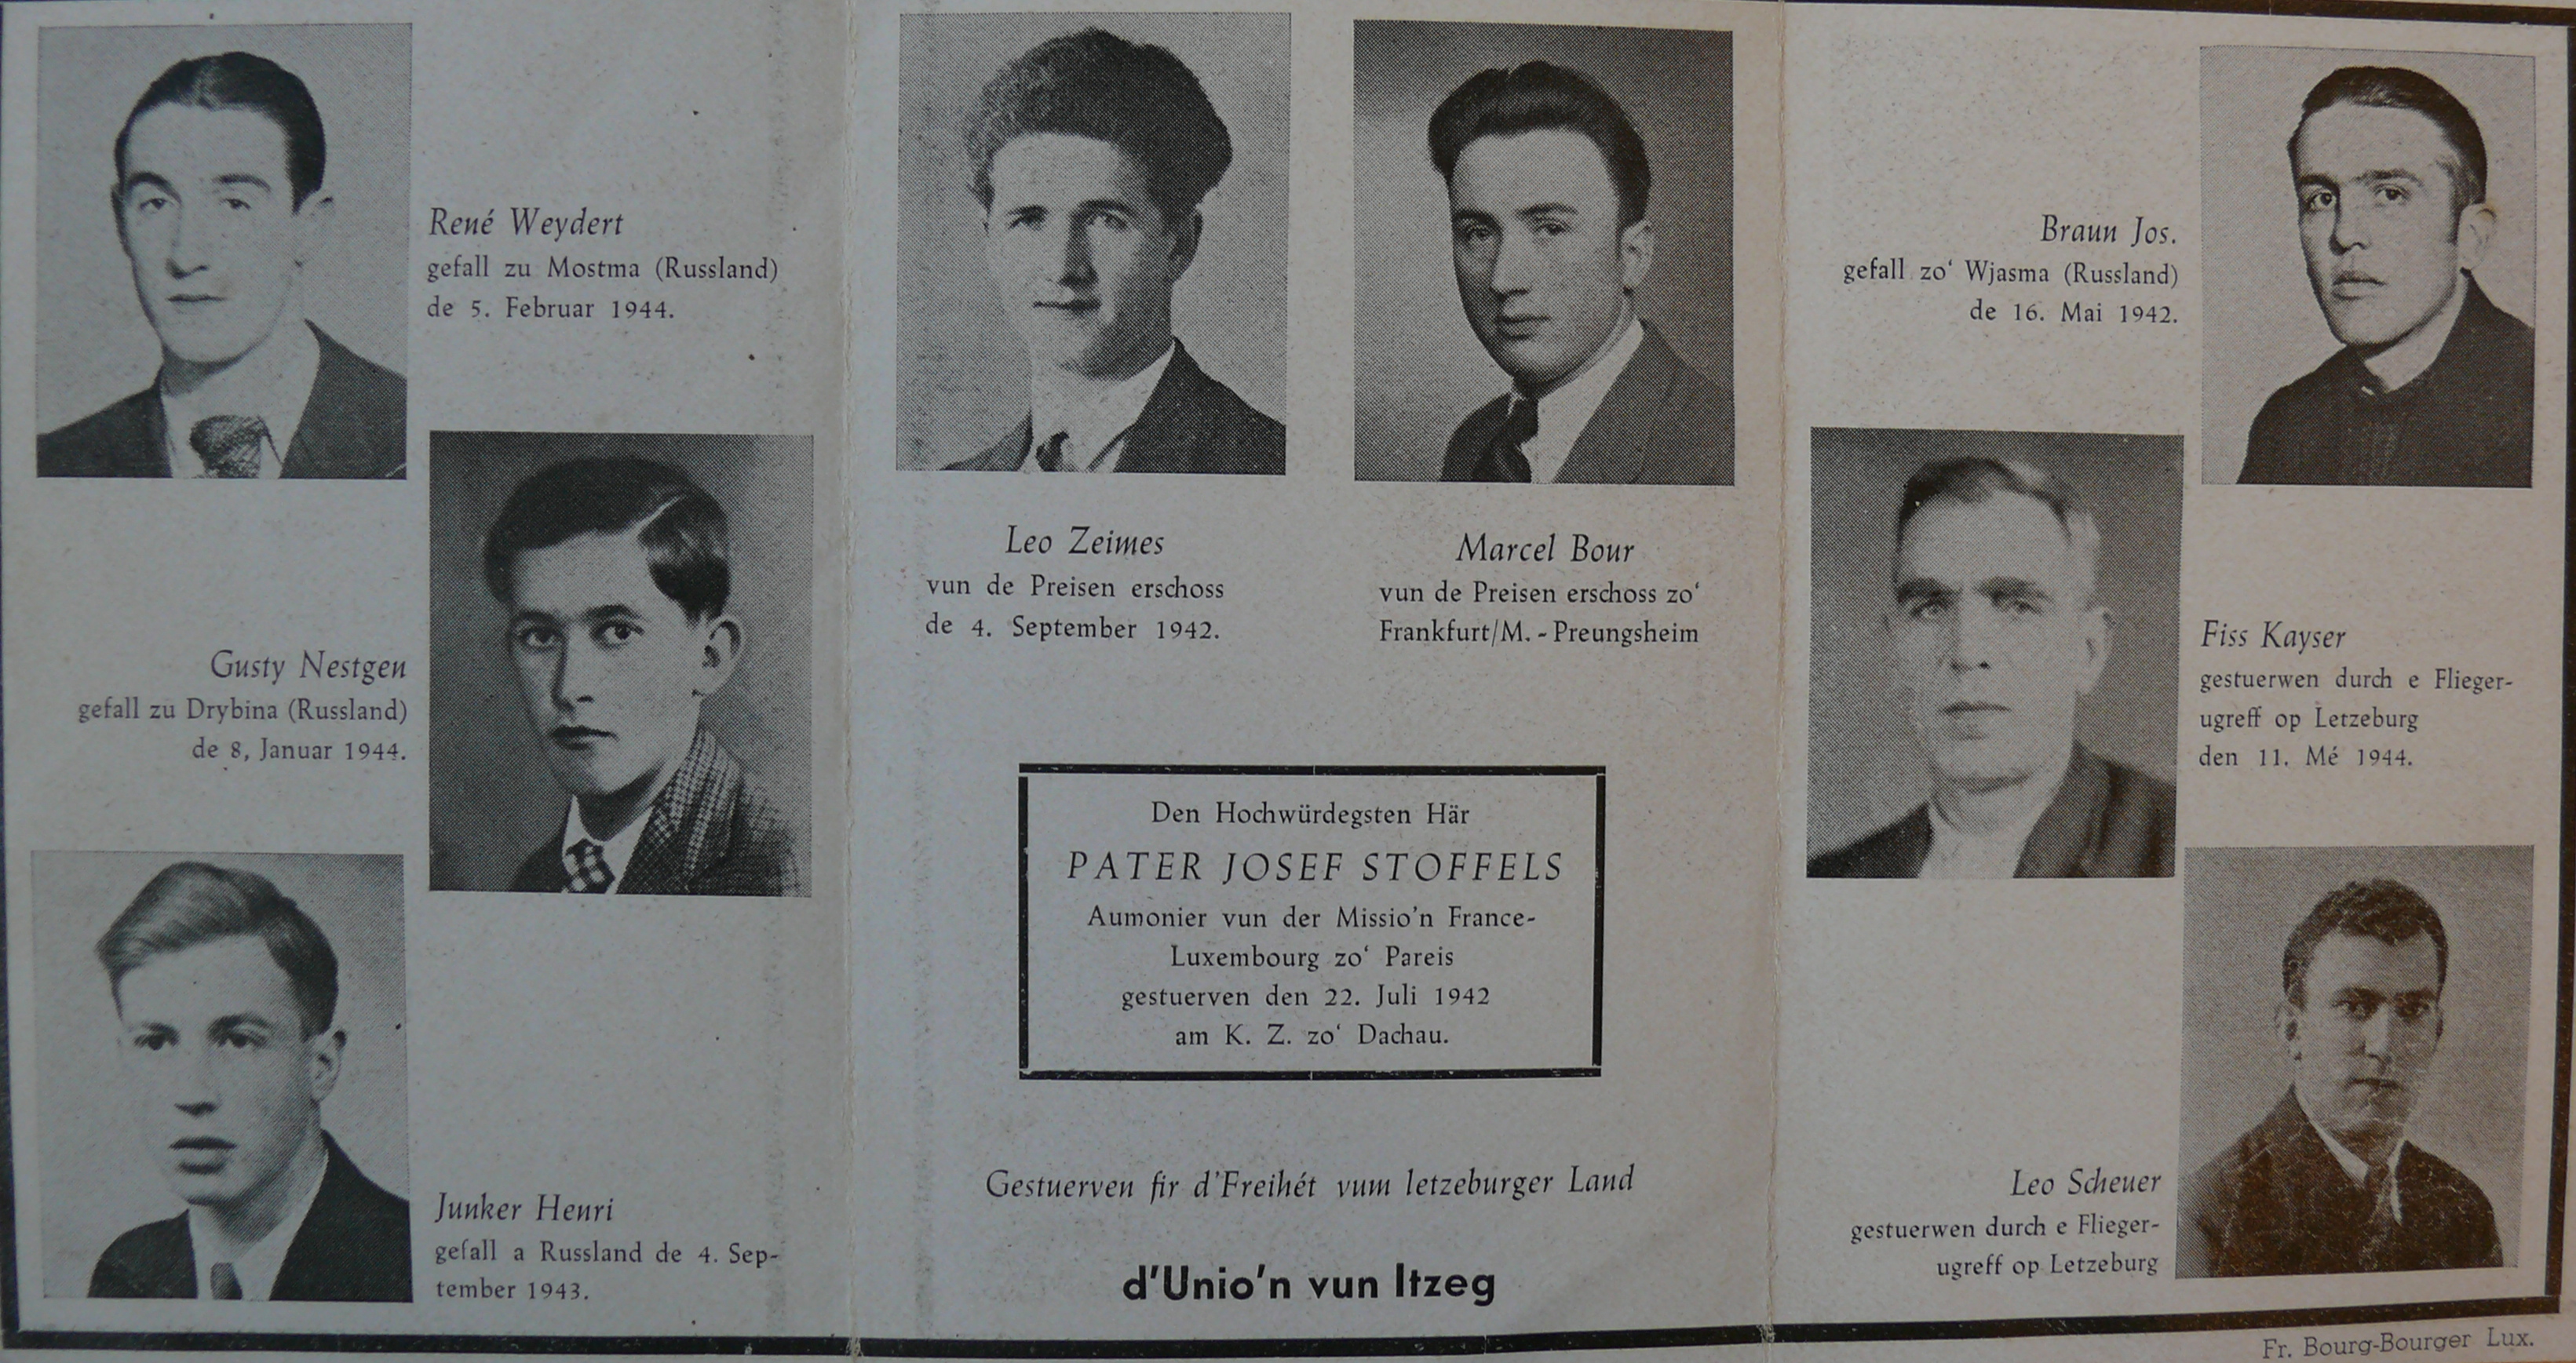 René Weydert
gefall zu Mostma (Russland)
de 5. Februar 1944.
Gusty Nestgen
gefall zu Drybina (Russland)
de 8, Januar 1944.
Junker Henri
gefall a Russland de 4. Sep-
tember 1943.
Leo Zeimes
vun de Preisen erschoss
de 4. September 1942.
Marcel Bour
vun de Preisen erschoss zo‘
Frankfurt/M. - Preungsheim
Den Hochwürdegsten Här
PATER JOSEF STOFFELS
Aumonier vun der Missio'n France-
Luxembourg zo‘ Pareis
gestuerven den 22. Juli 1942
am K. Z. zo‘ Dachau.
Gestuerven fir d'Freihét vum letzeburger Land
d'Unio'n vun Itzeg
Braun Jos.
gefall zo‘ Wjasma (Russland)
de 16. Mai 1942.
Fiss Kayser
gestuerwen durch e Flieger-
ugreff op Letzeburg
den 11. Mé 1944.
Leo Scheuer
gestuerwen durch e Flieger-
ugreff op Letzeburg
Fr. Bourg-Bourger Lux.